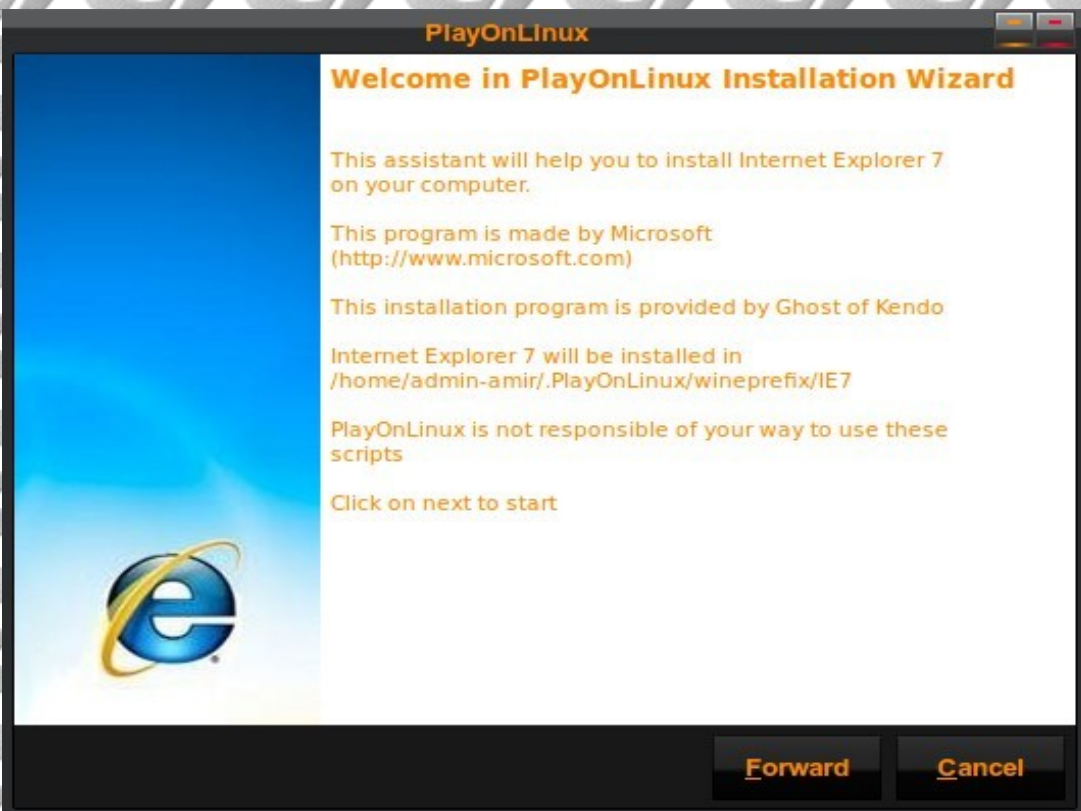 PlayOnLinux
Welcome in PlayOnLinux Installation Wizard
This assistant will help you to install Internet Explorer 7
on your computer.
This program is made by Microsoft
(http://www.microsoft.com)
This installation program is provided by Ghost of Kendo
Internet Explorer 7 will be installed in
/home/admin-amir/.PlayOnLinux/wineprefix/IE7
PlayOnLinux is not responsible of your way to use these
scripts
Click on next to start
Forward
Cancel